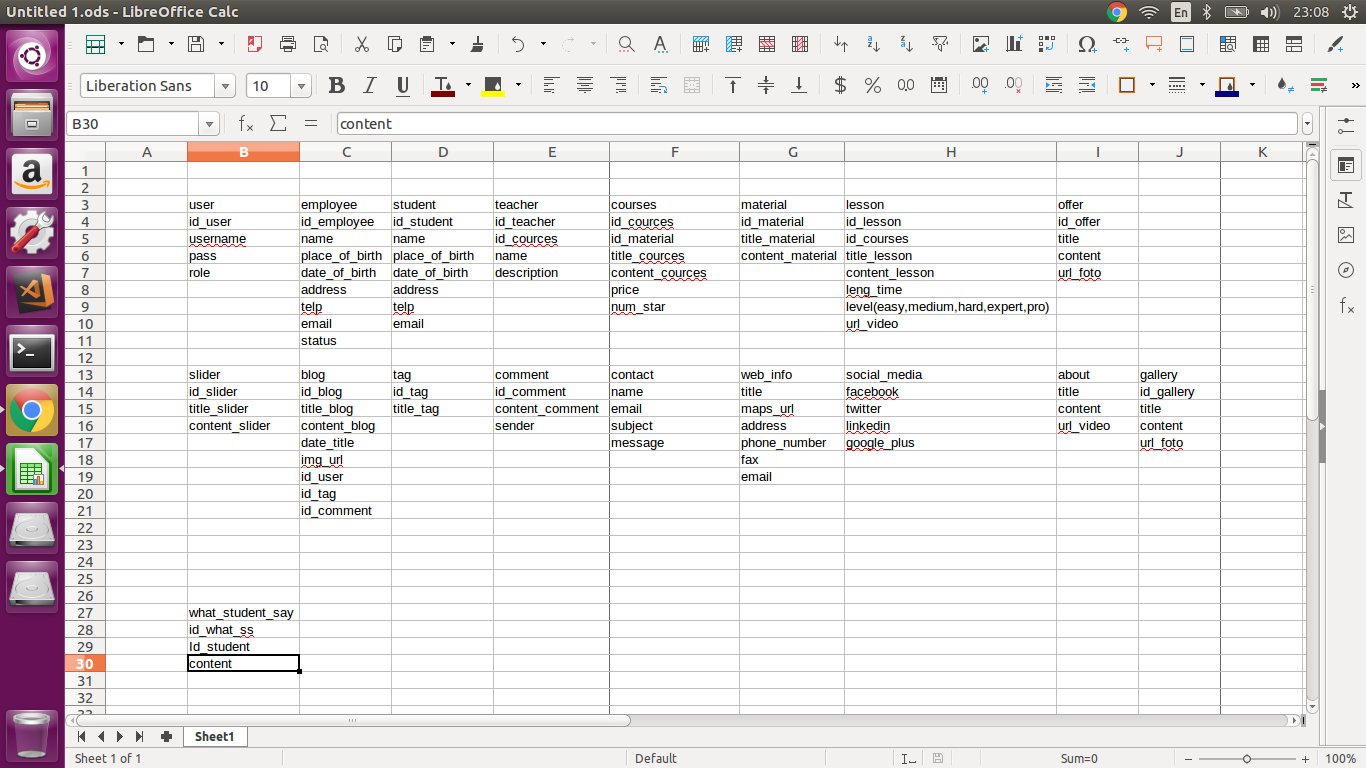 Untitled 1.ods - LibreOffice Calc En 23:08
Liberation Sans 10
B30 content
A B C D E F G H I J K
1
2
3 user employee student teacher courses material lesson offer
4 id_user id_employee id_student id_teacher id_cources id_material id_lesson id_offer
5 username name name id_cources id_material title_material id_courses title
6 pass place_of_birth place_of_birth name title_cources content_material title_lesson content
7 role date_of_birth date_of_birth description content_cources content_lesson url_foto
8 address address price leng_time
9 telp telp num_star level(easy,medium,hard,expert,pro)
10 email email url_video
11 status
12
13 slider blog tag comment contact web_info social_media about gallery
14 id_slider id_blog id_tag id_comment name title facebook title id_gallery
15 title_slider title_blog title_tag content_comment email maps_url twitter content title
16 content_slider content_blog sender subject address linkedin url_video content
17 date_title message phone_number google_plus url_foto
18 img_url fax
19 id_user email
20 id_tag
21 id_comment
22
23
24
25
26
27 what_student_say
28 id_what_ss
29 Id_student
30 content
31
32
33
Sheet1
Sheet 1 of 1 Default Sum=0 100%